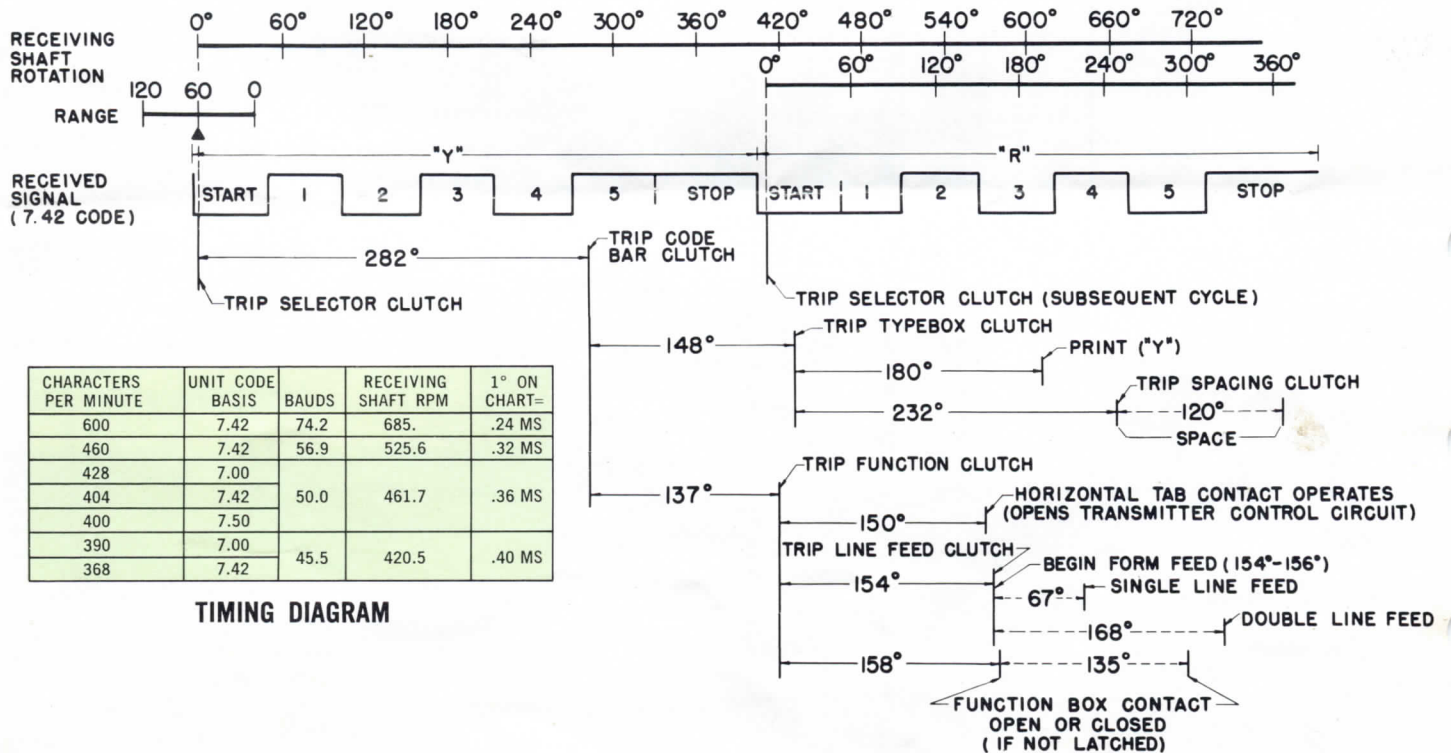 0° 60° 120° 180° 240° 300° 360° 420° 480° 540° 600° 660° 720°
RECEIVING
SHAFT
ROTATION
0° 60° 120° 180° 240° 300° 360°
120 60 0
RANGE
"Y" "R"
RECEIVED
SIGNAL
(7.42 CODE)
START 1 2 3 4 5 STOP START 1 2 3 4 5 STOP
282°
TRIP CODE
BAR CLUTCH
TRIP SELECTOR CLUTCH
TRIP SELECTOR CLUTCH (SUBSEQUENT CYCLE)
148°
TRIP TYPEBOX CLUTCH
180°
PRINT ("Y")
232°
TRIP SPACING CLUTCH
120°
SPACE
137°
TRIP FUNCTION CLUTCH
150°
HORIZONTAL TAB CONTACT OPERATES
(OPENS TRANSMITTER CONTROL CIRCUIT)
TRIP LINE FEED CLUTCH
154°
BEGIN FORM FEED (154°-156°)
67°
SINGLE LINE FEED
168°
DOUBLE LINE FEED
158°
135°
FUNCTION BOX CONTACT
OPEN OR CLOSED
(IF NOT LATCHED)
CHARACTERS PER MINUTE UNIT CODE BASIS BAUDS RECEIVING SHAFT RPM 1° ON CHART=
600 7.42 74.2 685. .24 MS
460 7.42 56.9 525.6 .32 MS
428 7.00
404 7.42 50.0 461.7 .36 MS
400 7.50
390 7.00 45.5 420.5 .40 MS
368 7.42
TIMING DIAGRAM